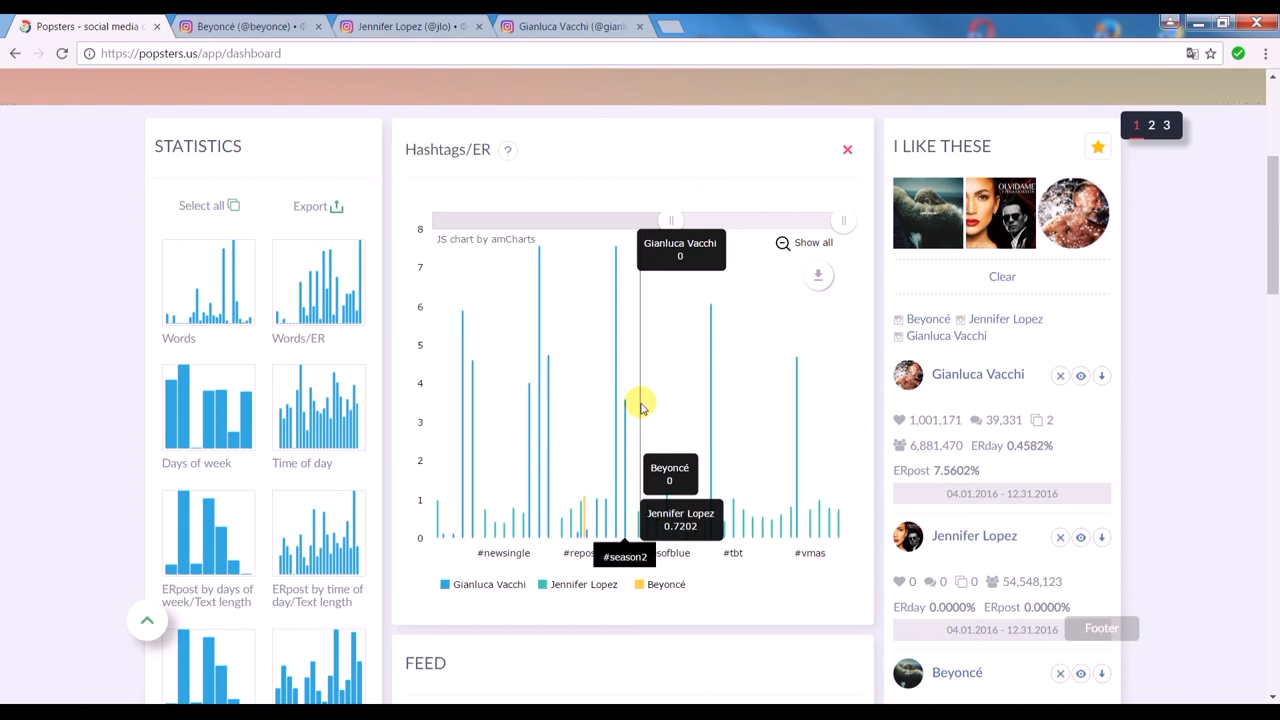 Popsters - social media c
Beyoncé (@beyonce) •
Jennifer Lopez (@jlo) •
Gianluca Vacchi (@gianl
https://popsters.us/app/dashboard
STATISTICS
Select all
Export
Words
Words/ER
Days of week
Time of day
ERpost by days of
week/Text length
ERpost by time of
day/Text length
Hashtags/ER ?
JS chart by amCharts
Show all
8
7
6
5
4
3
2
1
0
Gianluca Vacchi
0
Beyoncé
0
Jennifer Lopez
0.7202
#newsingle
#repos
#season2
sofblue
#tbt
#vmas
Gianluca Vacchi
Jennifer Lopez
Beyoncé
FEED
1 2 3
I LIKE THESE
OLVIDAME
Clear
Beyoncé Jennifer Lopez
Gianluca Vacchi
Gianluca Vacchi
1,001,171 39,331 2
6,881,470 ERday 0.4582%
ERpost 7.5602%
04.01.2016 - 12.31.2016
Jennifer Lopez
0 0 0 54,548,123
ERday 0.0000% ERpost 0.0000%
04.01.2016 - 12.31.2016
Footer
Beyoncé